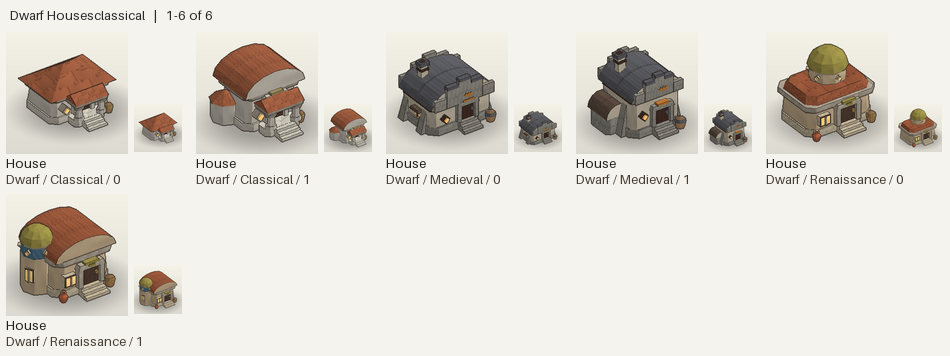 Dwarf Housesclassical | 1-6 of 6
House
Dwarf / Classical / 0
House
Dwarf / Classical / 1
House
Dwarf / Medieval / 0
House
Dwarf / Medieval / 1
House
Dwarf / Renaissance / 0
House
Dwarf / Renaissance / 1